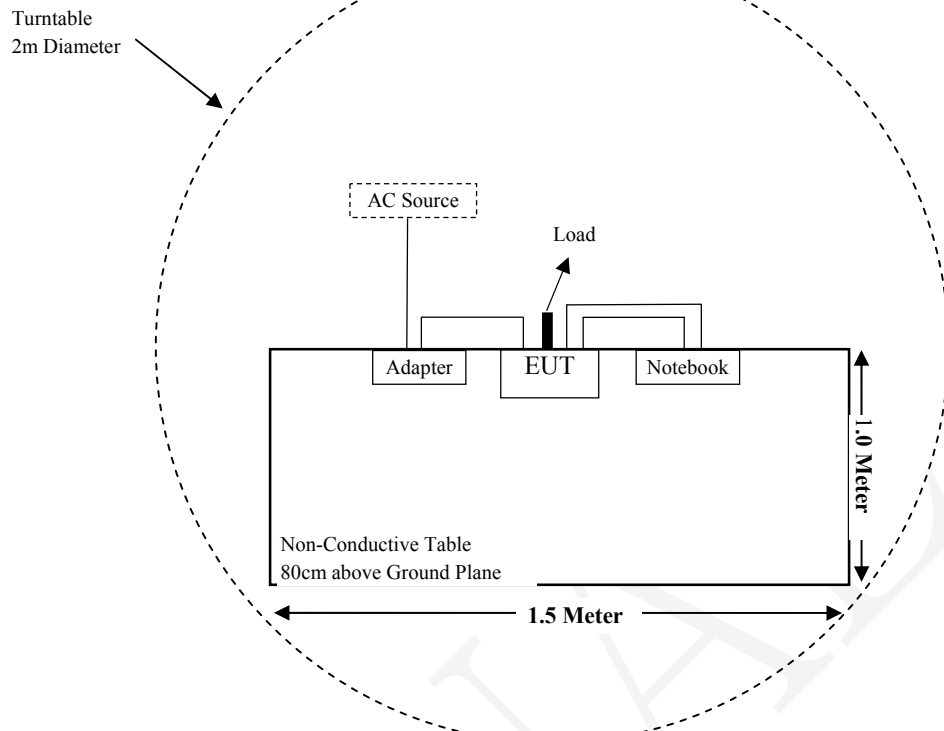 Turntable
2m Diameter
AC Source
Load
Adapter
EUT
Notebook
1.0 Meter
Non-Conductive Table
80cm above Ground Plane
1.5 Meter